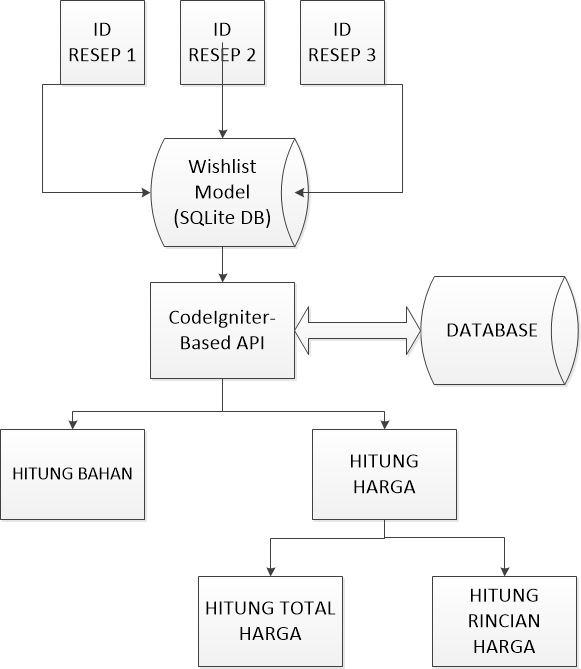 ID
RESEP 1
ID
RESEP 2
ID
RESEP 3
Wishlist
Model
(SQLite DB)
CodeIgniter-
Based API
DATABASE
HITUNG BAHAN
HITUNG
HARGA
HITUNG TOTAL
HARGA
HITUNG
RINCIAN
HARGA